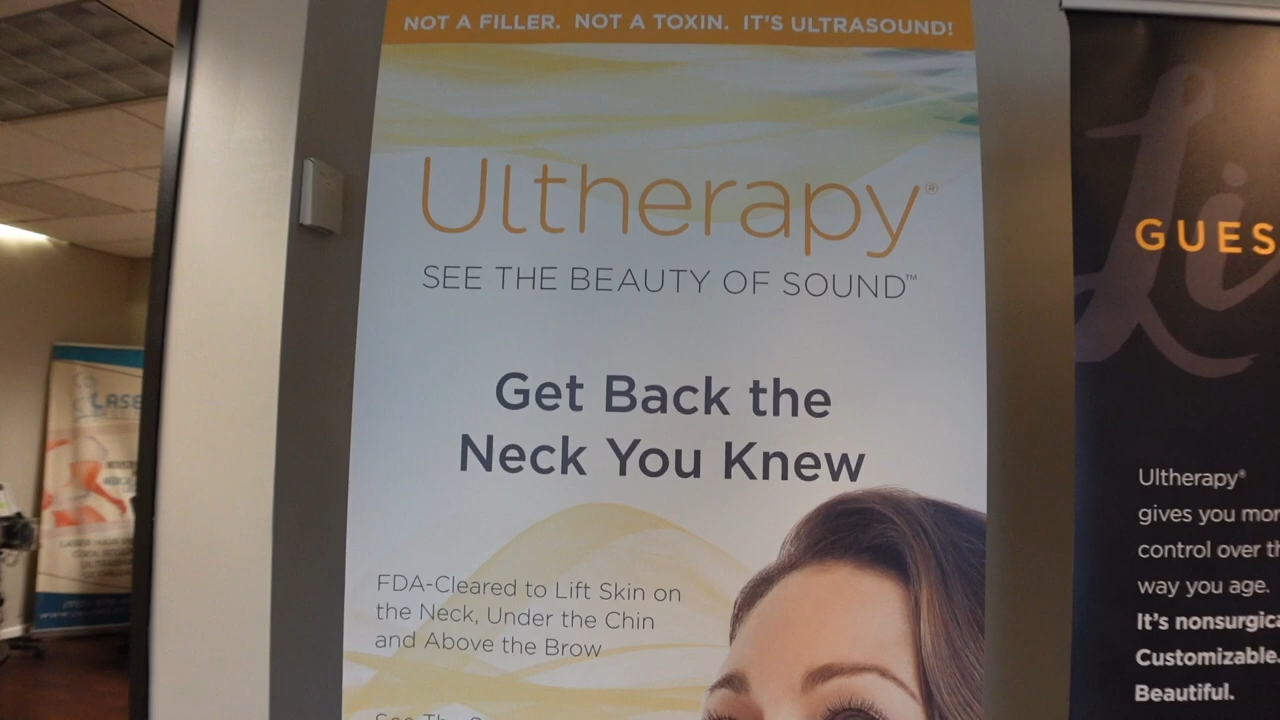 NOT A FILLER. NOT A TOXIN. IT'S ULTRASOUND!
Ultherapy®
SEE THE BEAUTY OF SOUND™
Get Back the
Neck You Knew
FDA-Cleared to Lift Skin on
the Neck, Under the Chin
and Above the Brow
GUES
Ultherapy®
gives you mor
control over th
way you age.
It's nonsurgica
Customizable.
Beautiful.
LASE